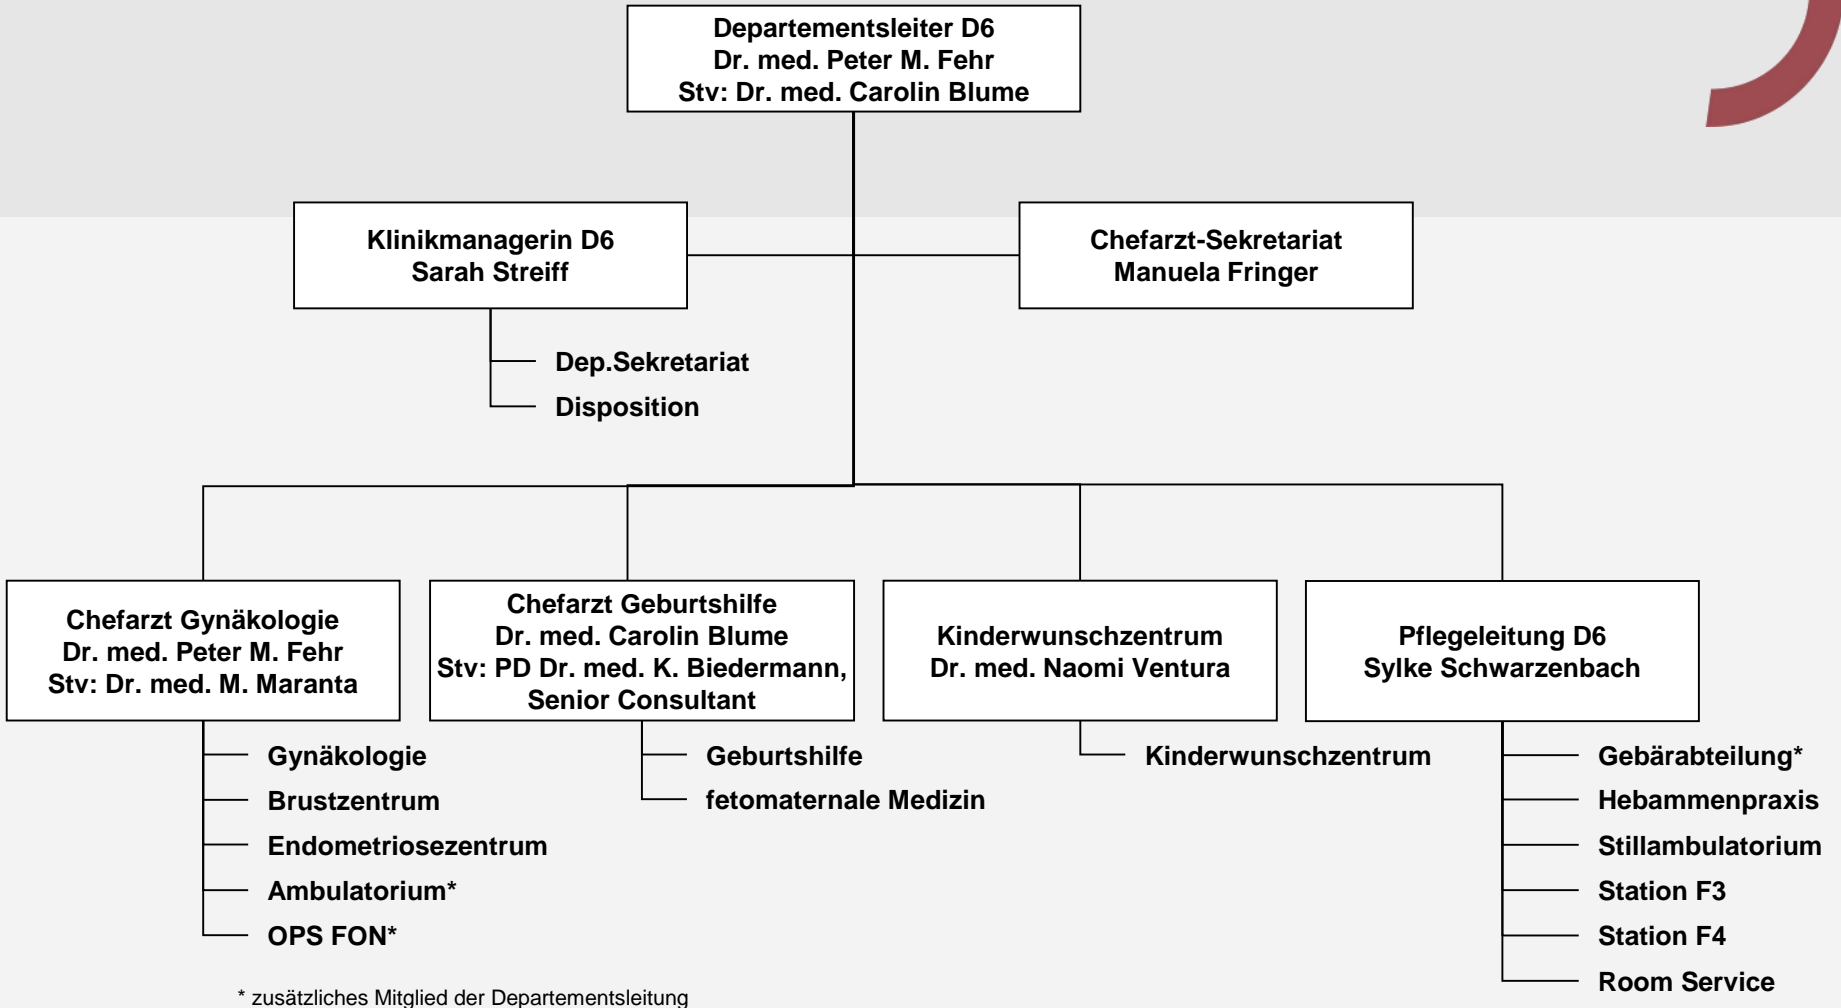 Departementsleiter D6
Dr. med. Peter M. Fehr
Stv: Dr. med. Carolin Blume
Klinikmanagerin D6
Sarah Streiff
Chefarzt-Sekretariat
Manuela Fringer
Dep.Sekretariat
Disposition
Chefarzt Gynäkologie
Dr. med. Peter M. Fehr
Stv: Dr. med. M. Maranta
Chefarzt Geburtshilfe
Dr. med. Carolin Blume
Stv: PD Dr. med. K. Biedermann,
Senior Consultant
Kinderwunschzentrum
Dr. med. Naomi Ventura
Pflegeleitung D6
Sylke Schwarzenbach
Gynäkologie
Brustzentrum
Endometriosezentrum
Ambulatorium*
OPS FON*
Geburtshilfe
fetomaternale Medizin
Kinderwunschzentrum
Gebärabteilung*
Hebammenpraxis
Stillambulatorium
Station F3
Station F4
Room Service
* zusätzliches Mitglied der Departementsleitung